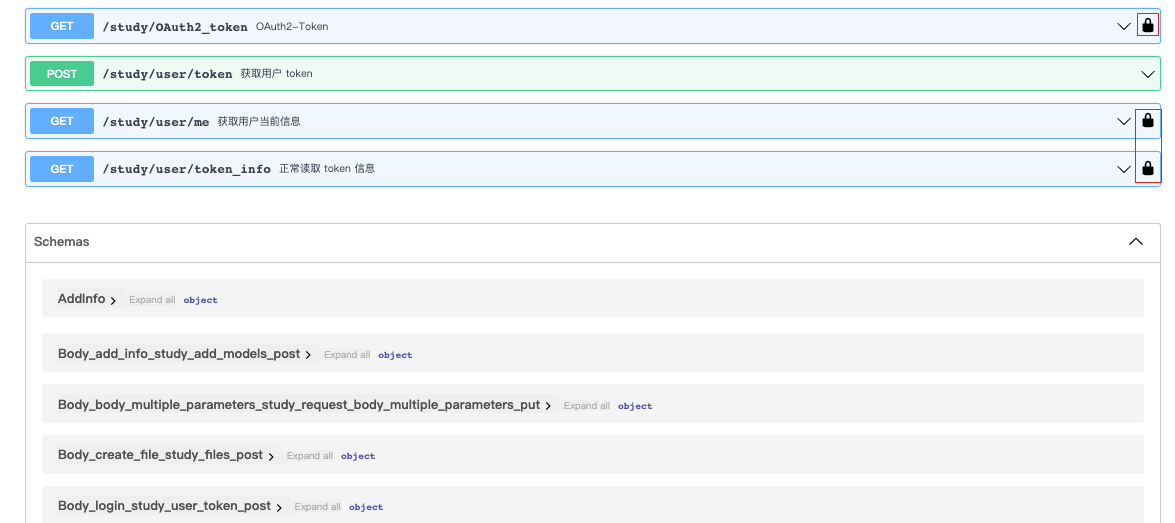 GET /study/OAuth2_token OAuth2-Token
POST /study/user/token 获取用户 token
GET /study/user/me 获取用户当前信息
GET /study/user/token_info 正常读取 token 信息
Schemas
AddInfo Expand all object
Body_add_info_study_add_models_post Expand all object
Body_body_multiple_parameters_study_request_body_multiple_parameters_put Expand all object
Body_create_file_study_files_post Expand all object
Body_login_study_user_token_post Expand all object